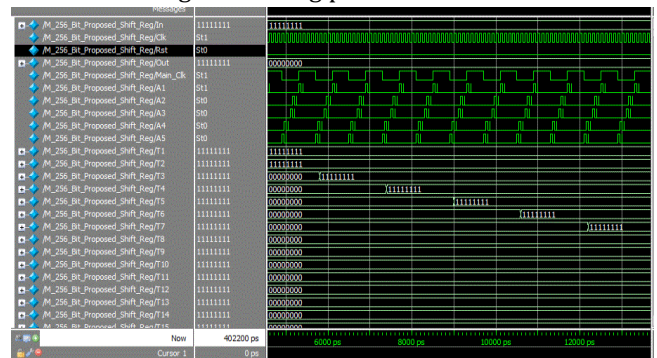 Messages
/M_256_Bit_Proposed_Shift_Reg/In 11111111 11111111
/M_256_Bit_Proposed_Shift_Reg/Clk St1
/M_256_Bit_Proposed_Shift_Reg/Rst St0
/M_256_Bit_Proposed_Shift_Reg/Out 11111111 00000000
/M_256_Bit_Proposed_Shift_Reg/Main_Clk St1
/M_256_Bit_Proposed_Shift_Reg/A1 St1
/M_256_Bit_Proposed_Shift_Reg/A2 St0
/M_256_Bit_Proposed_Shift_Reg/A3 St0
/M_256_Bit_Proposed_Shift_Reg/A4 St0
/M_256_Bit_Proposed_Shift_Reg/A5 St0
/M_256_Bit_Proposed_Shift_Reg/T1 11111111 11111111
/M_256_Bit_Proposed_Shift_Reg/T2 11111111 11111111
/M_256_Bit_Proposed_Shift_Reg/T3 11111111 00000000 11111111
/M_256_Bit_Proposed_Shift_Reg/T4 11111111 00000000 11111111
/M_256_Bit_Proposed_Shift_Reg/T5 11111111 00000000 11111111
/M_256_Bit_Proposed_Shift_Reg/T6 11111111 00000000 11111111
/M_256_Bit_Proposed_Shift_Reg/T7 11111111 00000000 11111111
/M_256_Bit_Proposed_Shift_Reg/T8 11111111 00000000
/M_256_Bit_Proposed_Shift_Reg/T9 11111111 00000000
/M_256_Bit_Proposed_Shift_Reg/T10 11111111 00000000
/M_256_Bit_Proposed_Shift_Reg/T11 11111111 00000000
/M_256_Bit_Proposed_Shift_Reg/T12 11111111 00000000
/M_256_Bit_Proposed_Shift_Reg/T13 11111111 00000000
/M_256_Bit_Proposed_Shift_Reg/T14 11111111 00000000
/M_256_Bit_Proposed_Shift_Reg/T15 11111111 00000000
Now 402200 ps 6000 ps 8000 ps 10000 ps 12000 ps
Cursor 1 0 ps